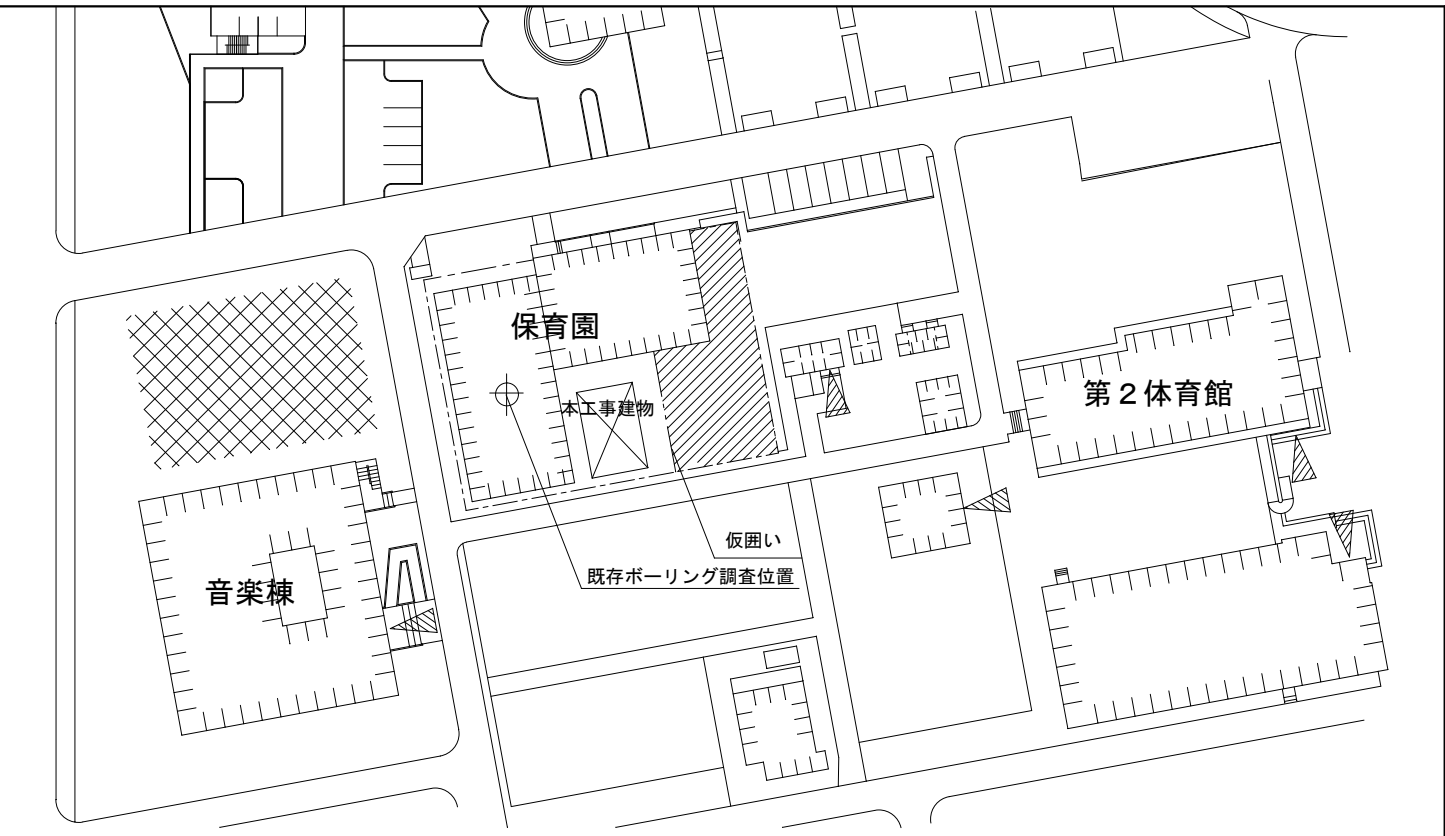 保育園
本工事建物
第２体育館
仮囲い
既存ボーリング調査位置
音楽棟